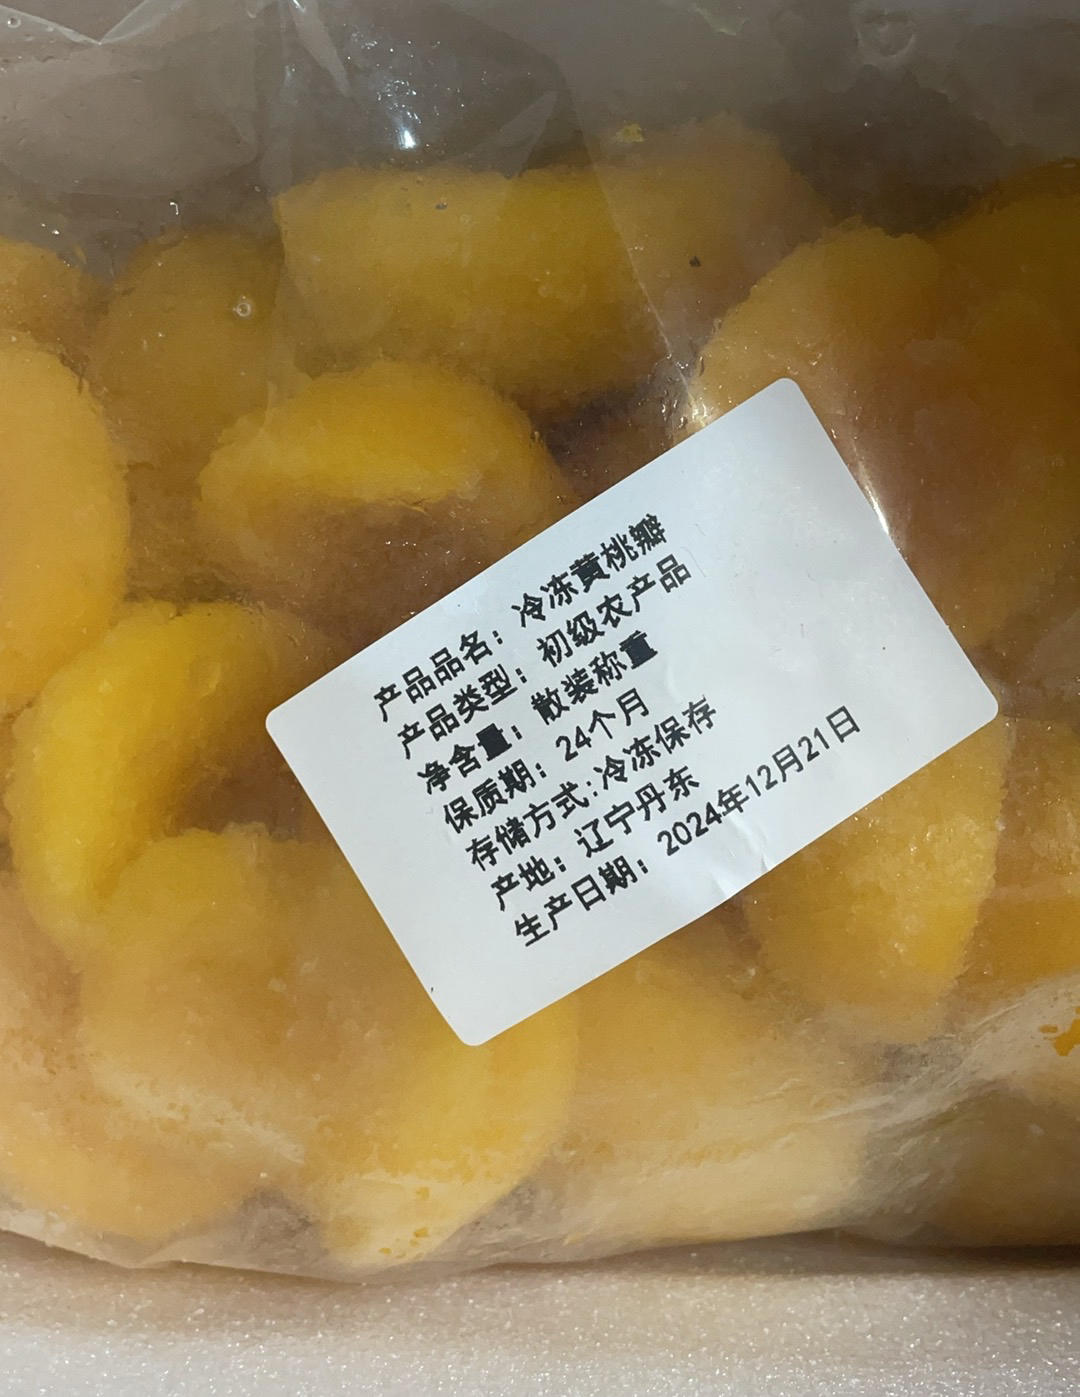 产品品名：冷冻黄桃瓣
产品类型：初级农产品
净含量：散装称重
保质期：24个月
存储方式：冷冻保存
产地：辽宁丹东
生产日期：2024年12月21日